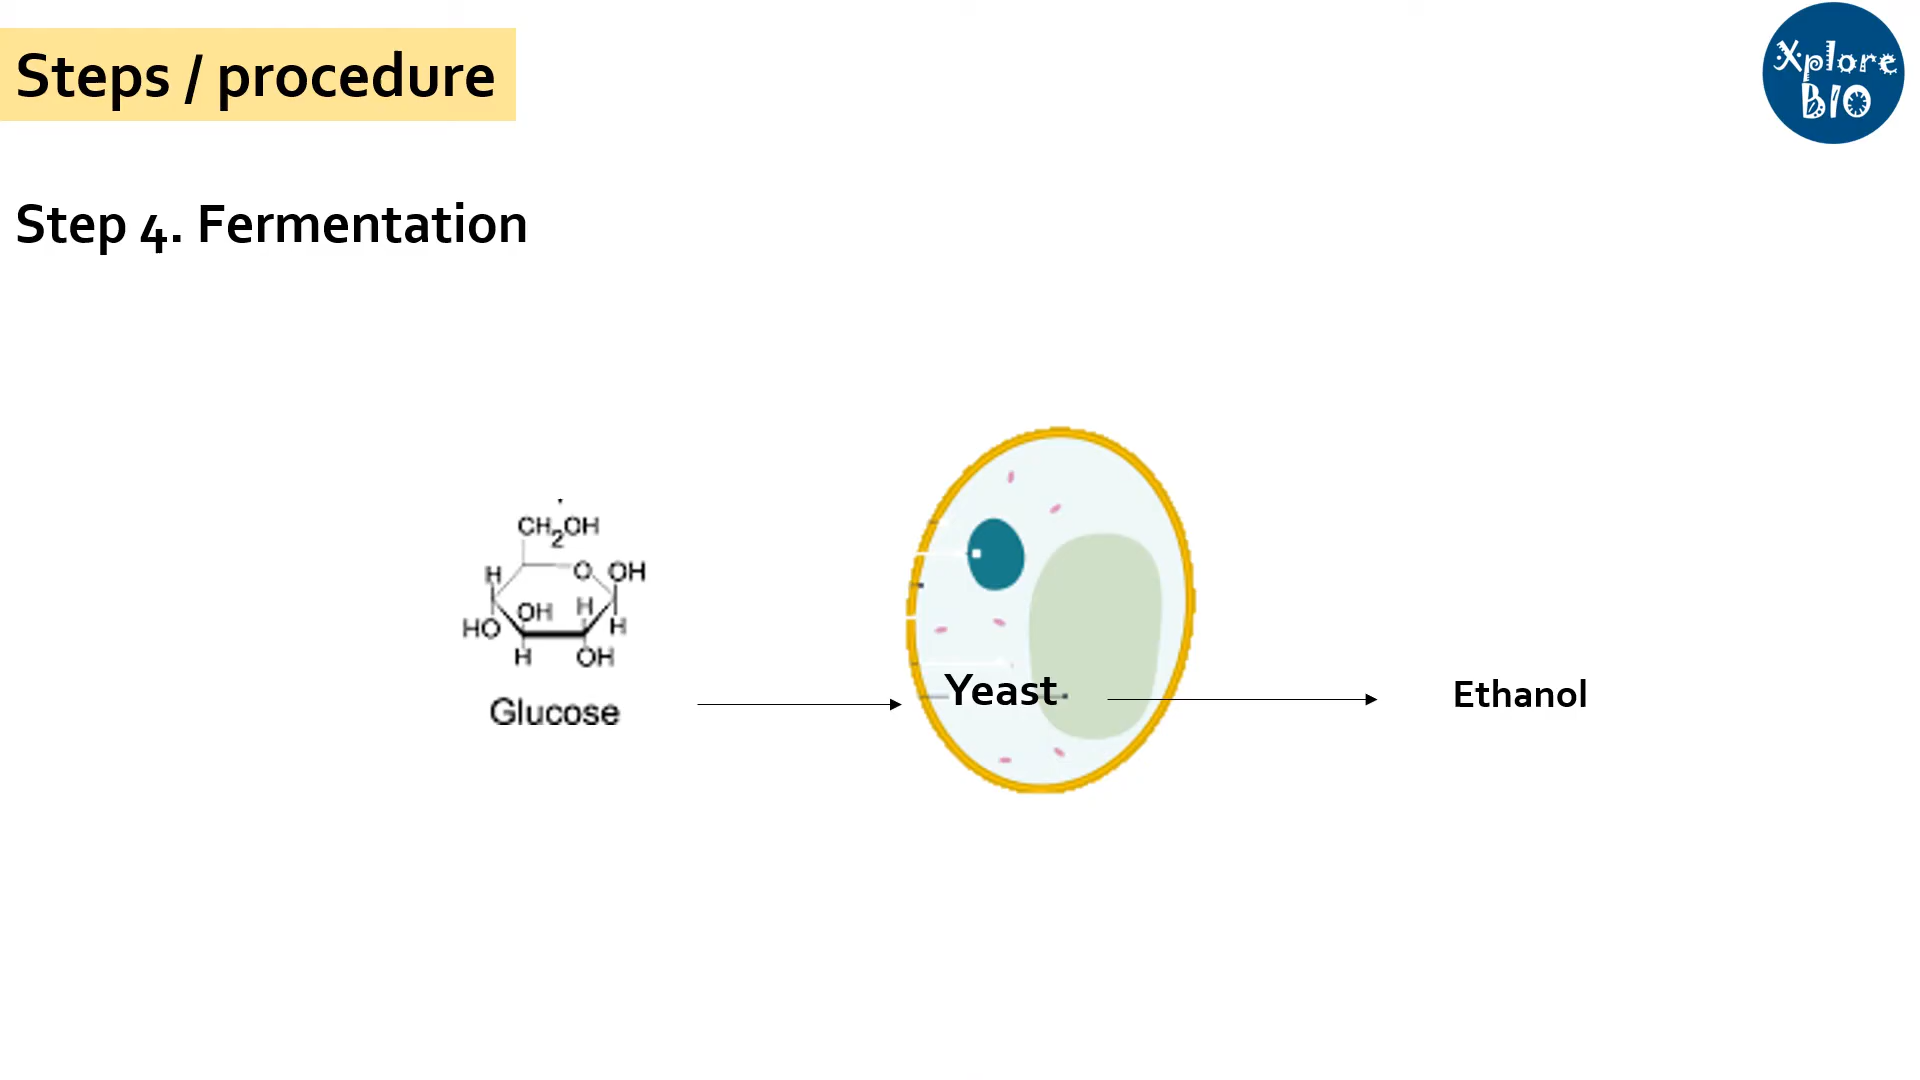 Steps / procedure
Xplore
BIO
Step 4. Fermentation
CH2OH
H
O
OH
OH
H
HO
H
H
OH
Glucose
Yeast
Ethanol